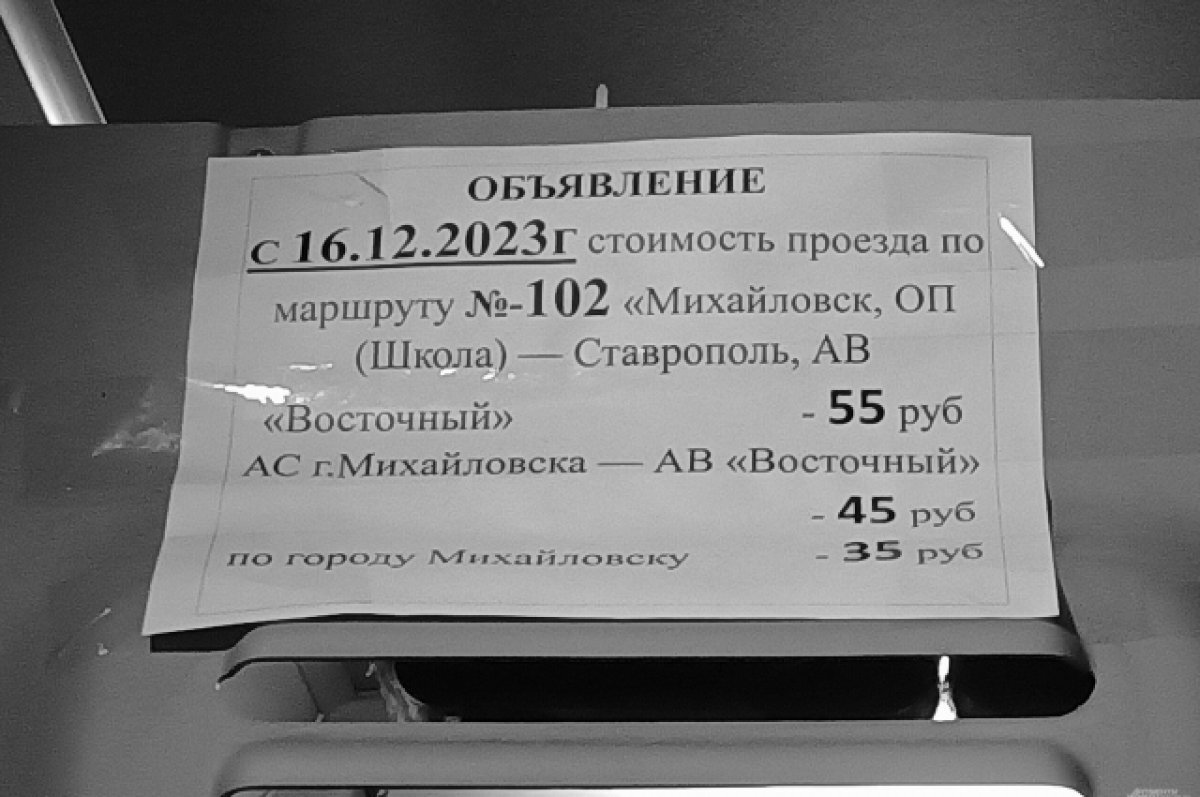 ОБЪЯВЛЕНИЕ
с 16.12.2023г стоимость проезда по
маршруту №-102 «Михайловск, ОП
(Школа) — Ставрополь, АВ
«Восточный» - 55 руб
АС г.Михайловска — АВ «Восточный»
- 45 руб
по городу Михайловску - 35 руб